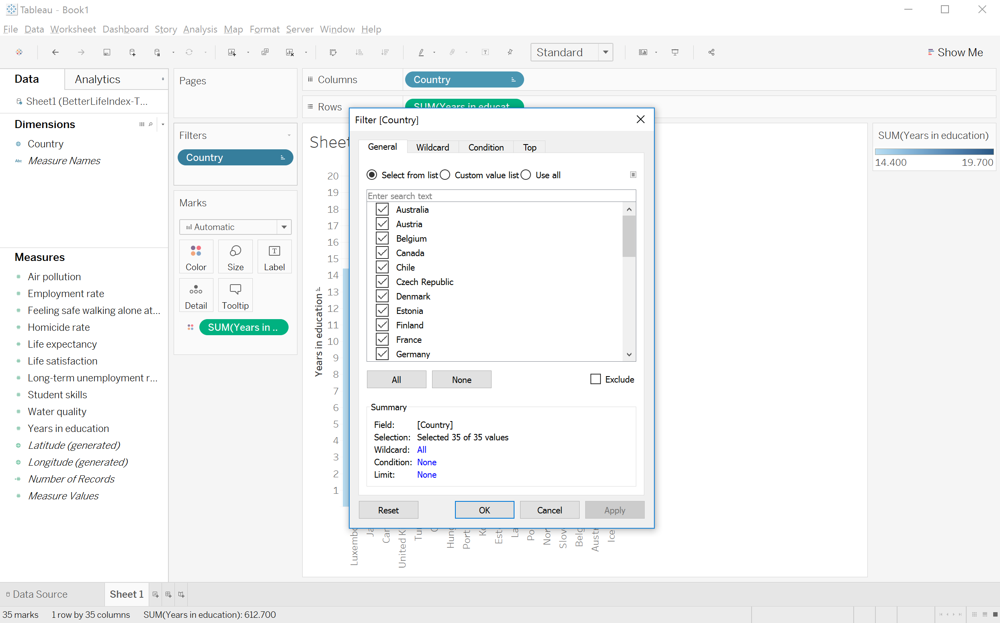 Tableau - Book1
File Data Worksheet Dashboard Story Analysis Map Format Server Window Help
Standard
Show Me
Data
Analytics
Sheet1 (BetterLifeIndex-T...
Dimensions
Country
Abc Measure Names
Measures
Air pollution
Employment rate
Feeling safe walking alone at...
Homicide rate
Life expectancy
Life satisfaction
Long-term unemployment r...
Student skills
Water quality
Years in education
Latitude (generated)
Longitude (generated)
Number of Records
Measure Values
Pages
Filters
Country
Marks
Automatic
Color
Size
Label
Detail
Tooltip
SUM(Years in ..
Columns
Country
Rows
SUM(Years in educat..
Sheet
Years in education
20
19
18
17
16
15
14
13
12
11
10
9
8
7
6
5
4
3
2
1
Filter [Country]
General
Wildcard
Condition
Top
Select from list
Custom value list
Use all
Enter search text
Australia
Austria
Belgium
Canada
Chile
Czech Republic
Denmark
Estonia
Finland
France
Germany
All
None
Exclude
Summary
Field: [Country]
Selection: Selected 35 of 35 values
Wildcard: All
Condition: None
Limit: None
Reset
OK
Cancel
Apply
Luxembo
Ja
Car
United K
Tur
Hung
Port
Ko
Est
La
Po
Nor
Slov
Belg
Austr
Ice
SUM(Years in education)
14.400
19.700
Data Source
Sheet 1
35 marks
1 row by 35 columns
SUM(Years in education): 612.700